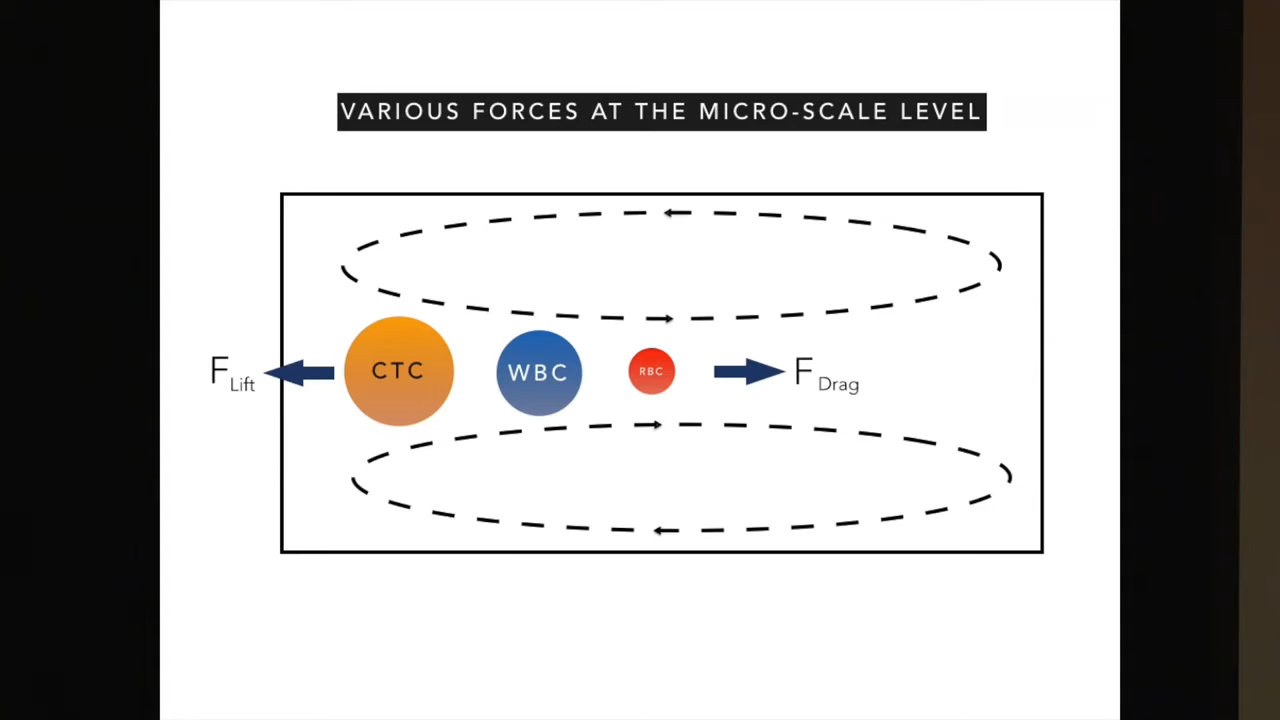 VARIOUS FORCES AT THE MICRO-SCALE LEVEL
F Lift
CTC
WBC
RBC
F Drag